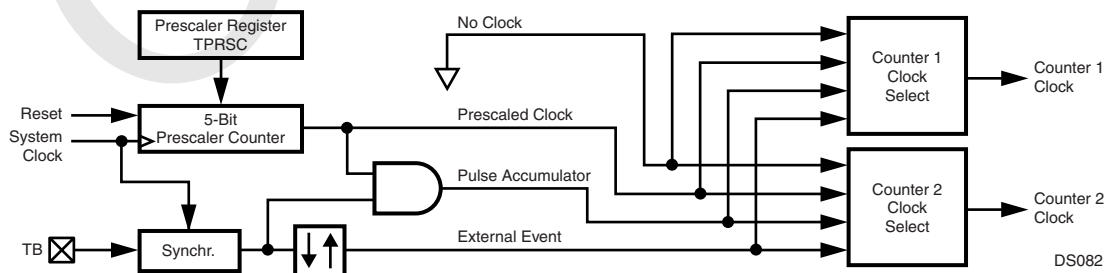 Prescaler Register
TPRSC
No Clock
Counter 1
Clock
Select
Counter 1
Clock
Reset
System
Clock
5-Bit
Prescaler Counter
Prescaled Clock
Pulse Accumulator
Counter 2
Clock
Select
Counter 2
Clock
TB
Synchr.
External Event
DS082